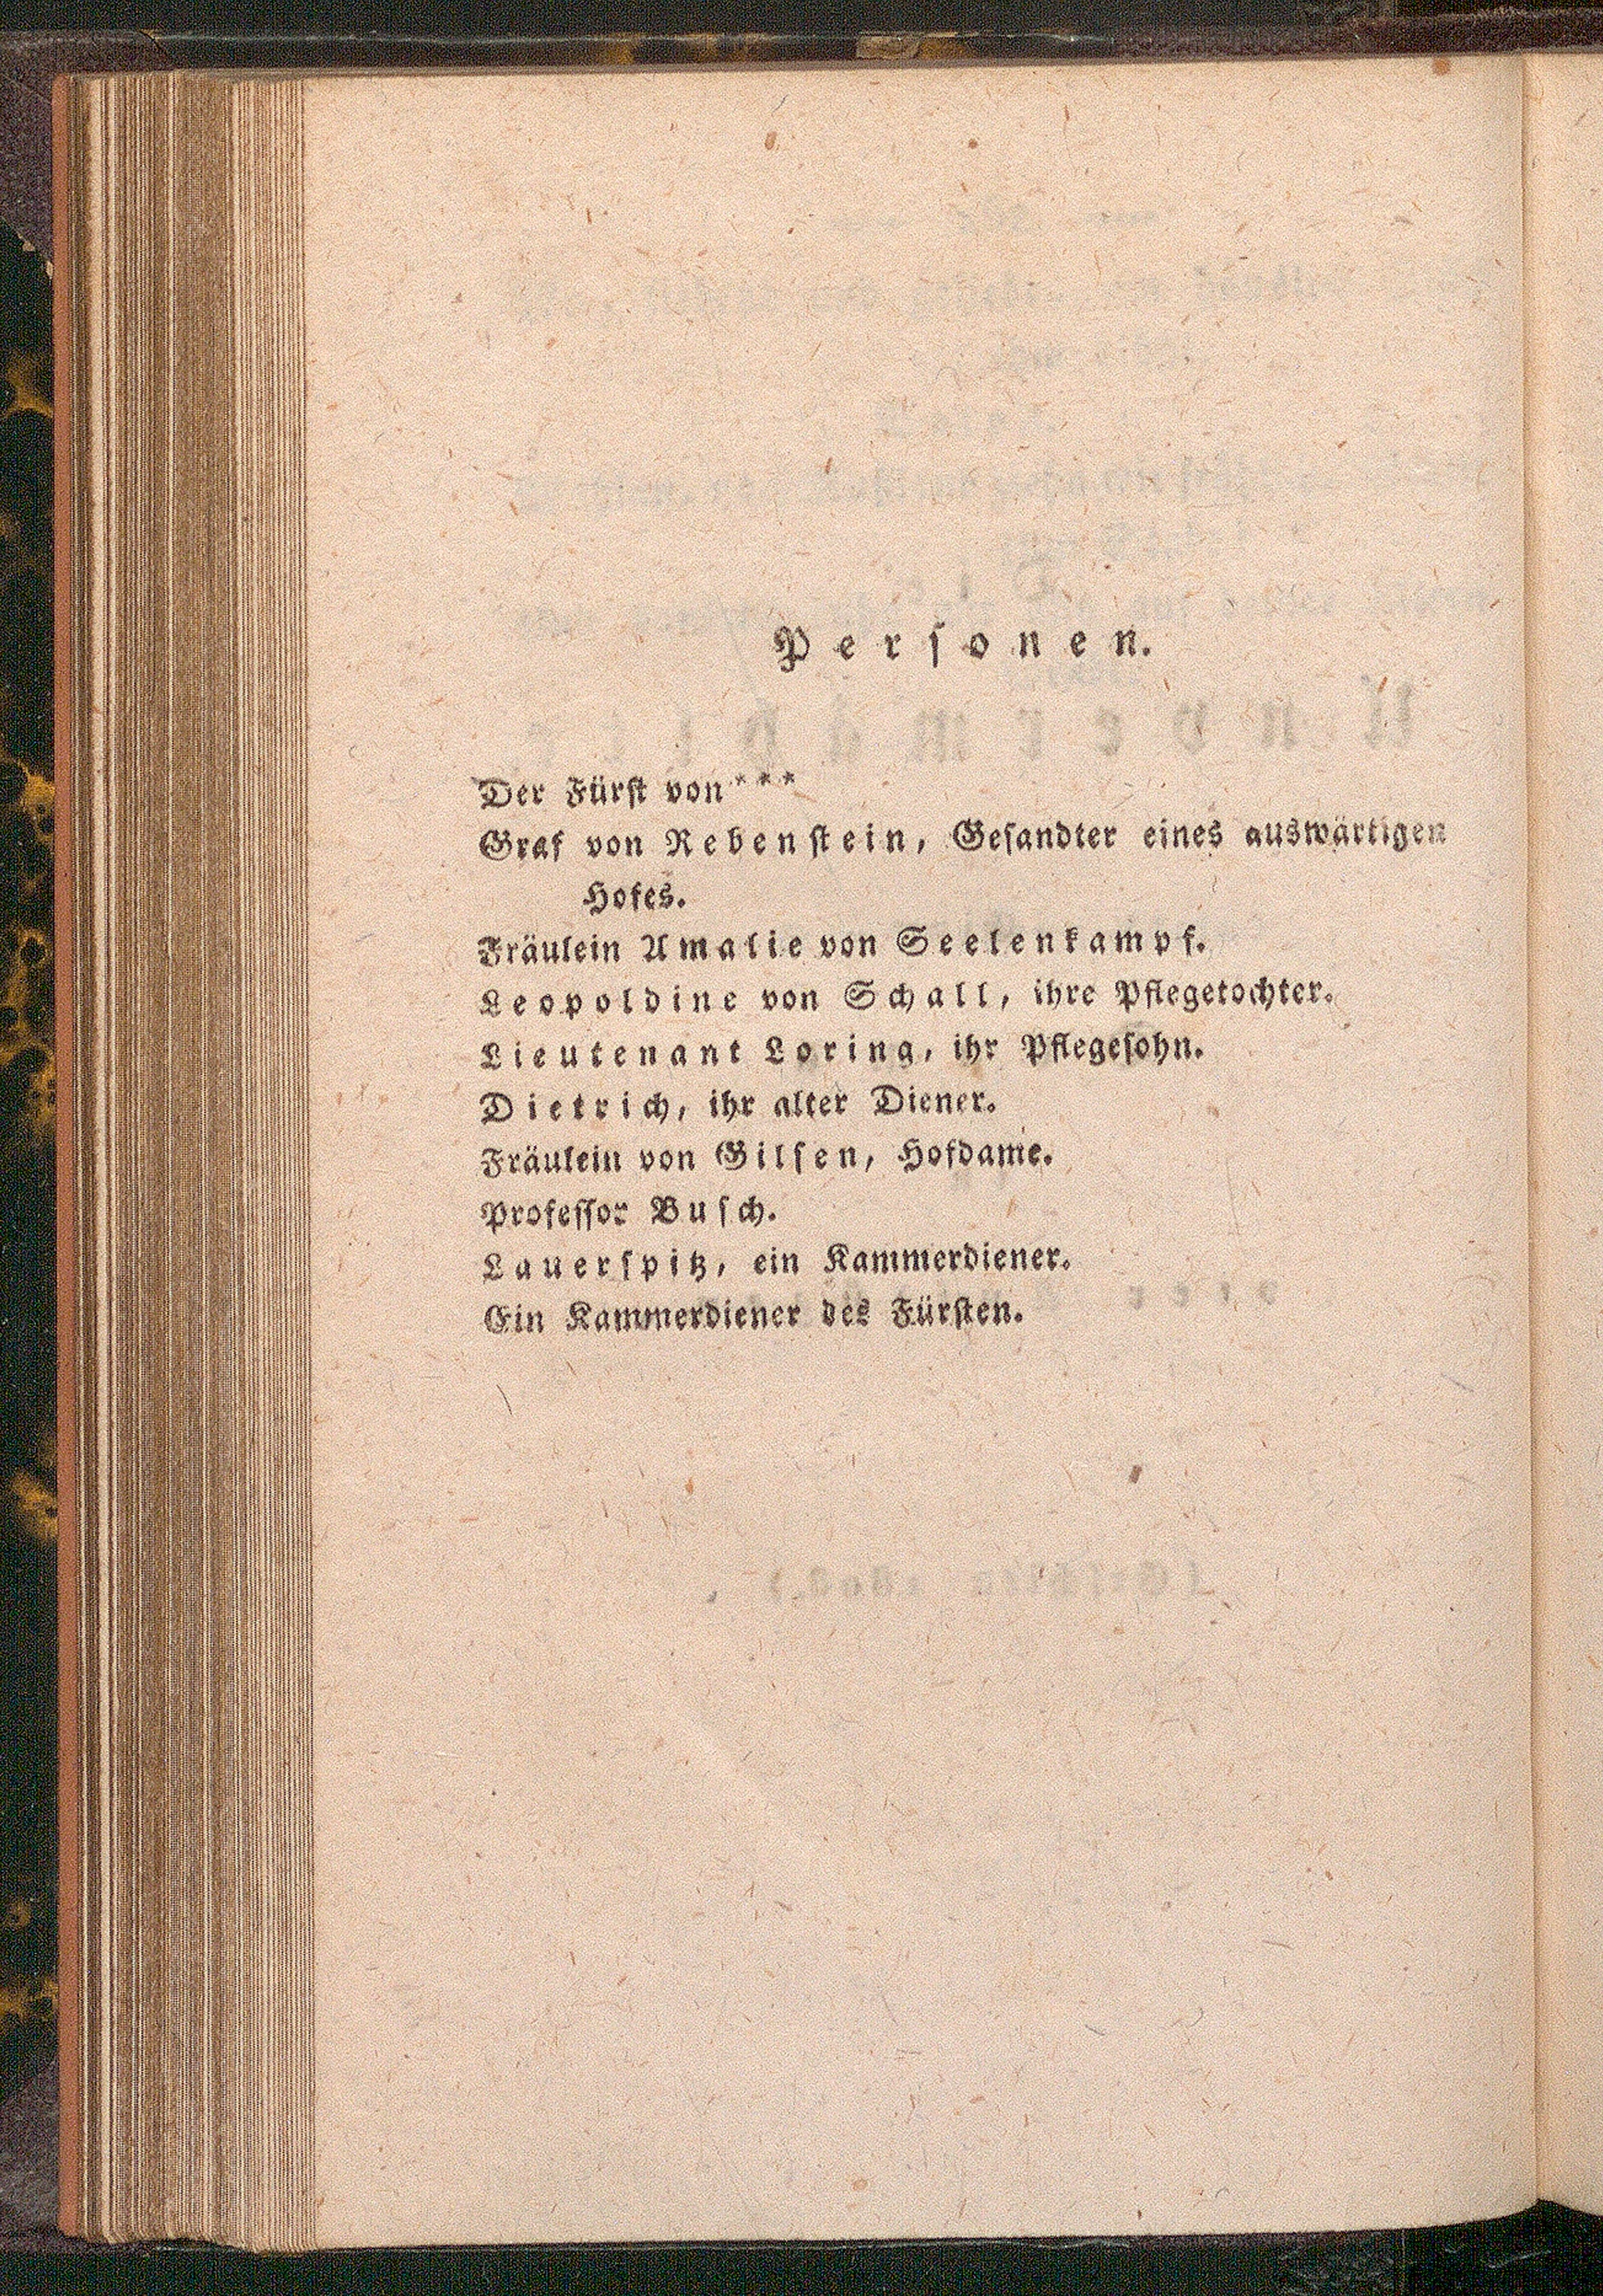 Personen.
Der Fürst von ***
Graf von Rebenstein, Gesandter eines auswärtigen
Hofes.
Fräulein Amalie von Seelenkampf.
Leopoldine von Schall, ihre Pflegetochter.
Lieutenant Loring, ihr Pflegesohn.
Dietrich, ihr alter Diener.
Fräulein von Gilsen, Hofdame.
Professor Busch.
Lauerspitz, ein Kammerdiener.
Ein Kammerdiener des Fürsten.